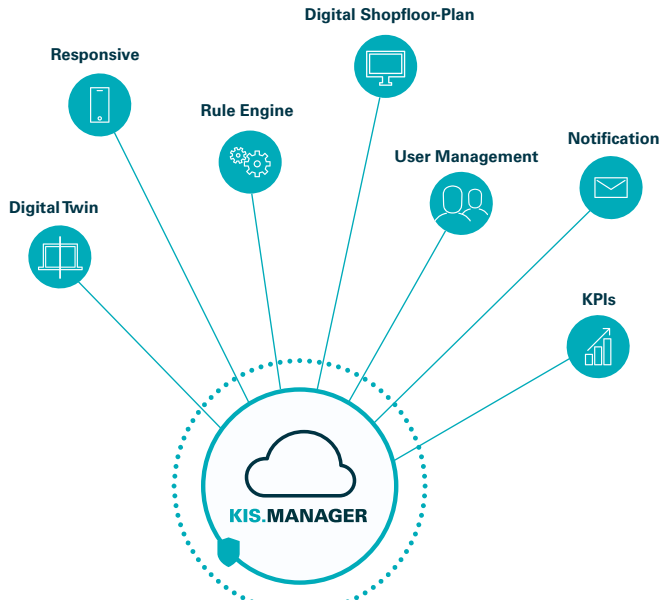 Digital Shopfloor-Plan
Responsive
Rule Engine
Notification
User Management
Digital Twin
KPIs
KIS.MANAGER